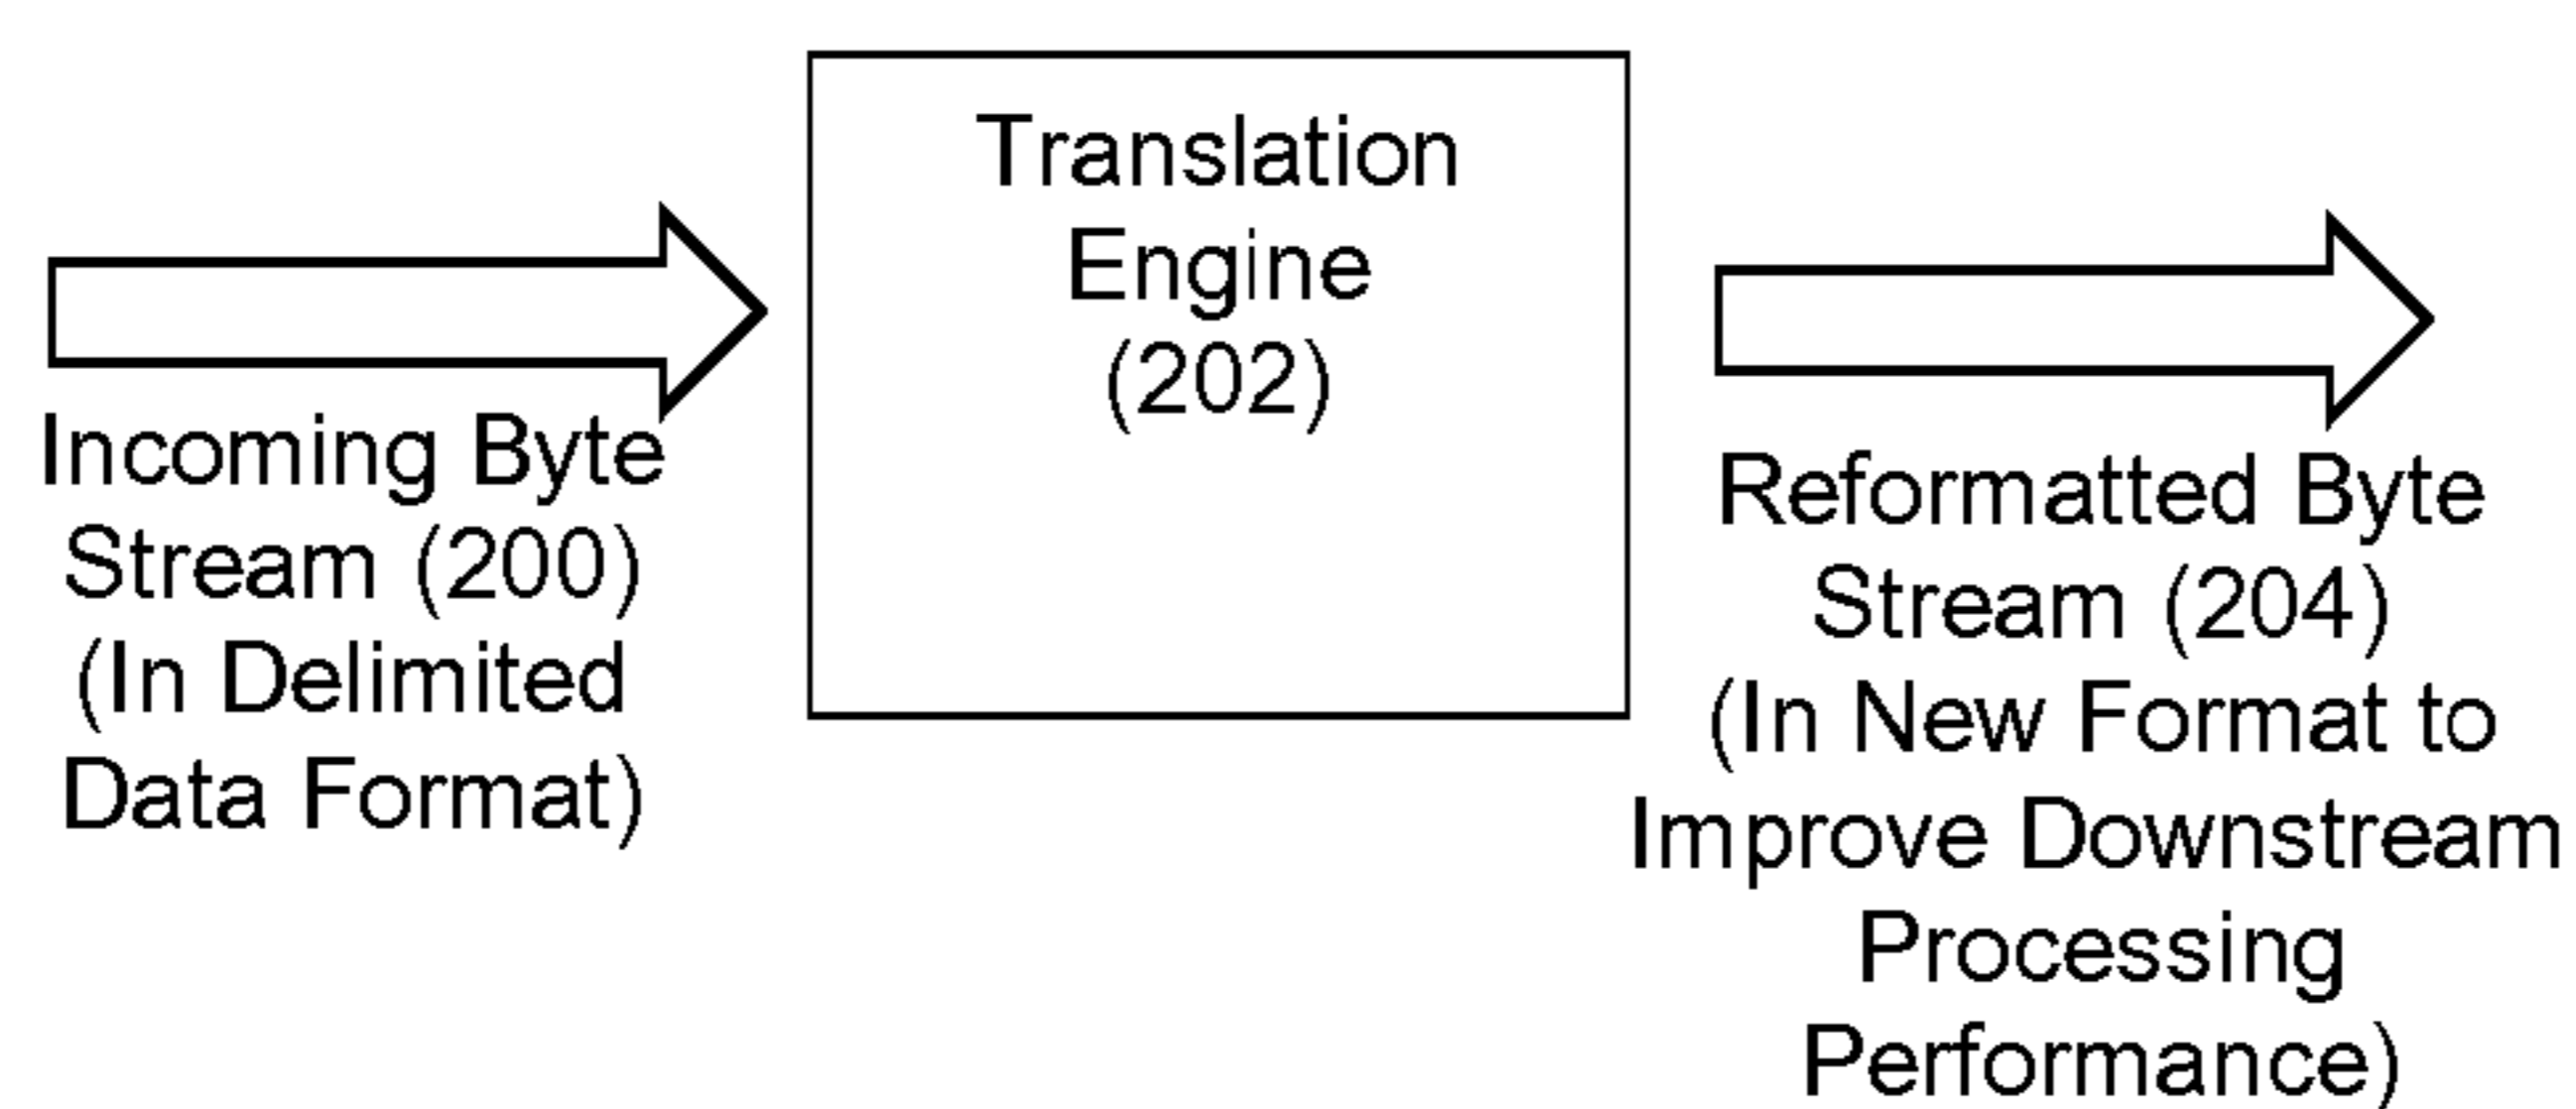 Translation
Engine
(202)
Incoming Byte
Stream (200)
(In Delimited
Data Format)
Reformatted Byte
Stream (204)
(In New Format to
Improve Downstream
Processing
Performance)